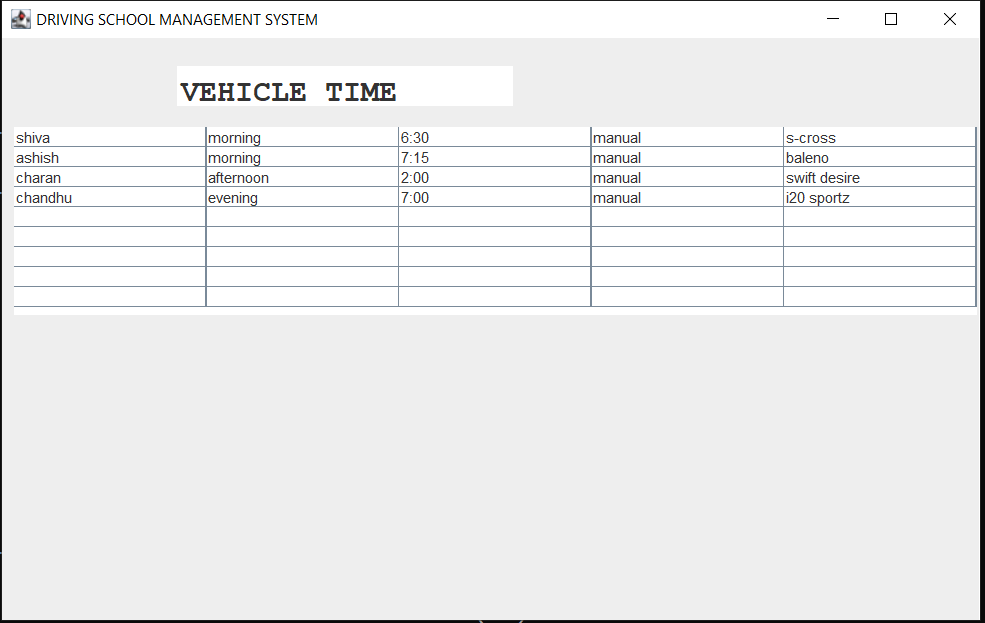 DRIVING SCHOOL MANAGEMENT SYSTEM
VEHICLE TIME
shiva morning 6:30 manual s-cross
ashish morning 7:15 manual baleno
charan afternoon 2:00 manual swift desire
chandhu evening 7:00 manual i20 sportz